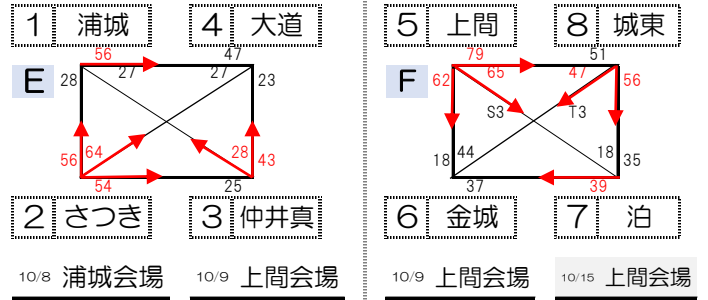 1 浦城 4 大道 5 上間 8 城東
56 47 79 51
E 28 27 27 23 F 62 65 47 56
S3 T3
56 64 28 43 18 44 18 35
54 25 37 39
2 さつき 3 仲井真 6 金城 7 泊
10/8 浦城会場 10/9 上間会場 10/9 上間会場 10/15 上間会場